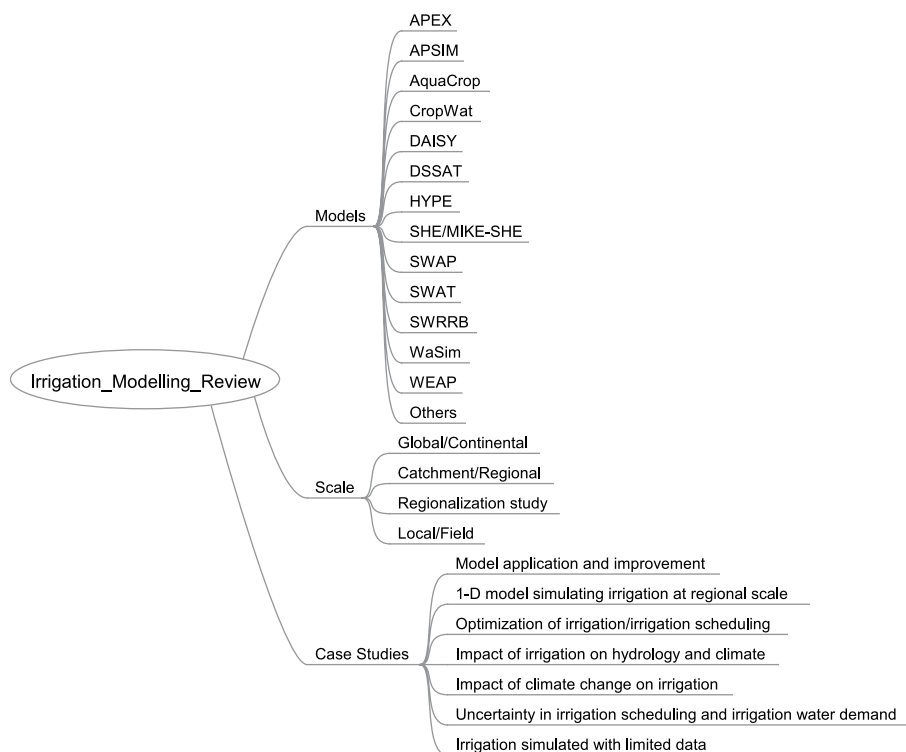 Irrigation_Modelling_Review
Models
APEX
APSIM
AquaCrop
CropWat
DAISY
DSSAT
HYPE
SHE/MIKE-SHE
SWAP
SWAT
SWRRB
WaSim
WEAP
Others
Scale
Global/Continental
Catchment/Regional
Regionalization study
Local/Field
Case Studies
Model application and improvement
1-D model simulating irrigation at regional scale
Optimization of irrigation/irrigation scheduling
Impact of irrigation on hydrology and climate
Impact of climate change on irrigation
Uncertainty in irrigation scheduling and irrigation water demand
Irrigation simulated with limited data